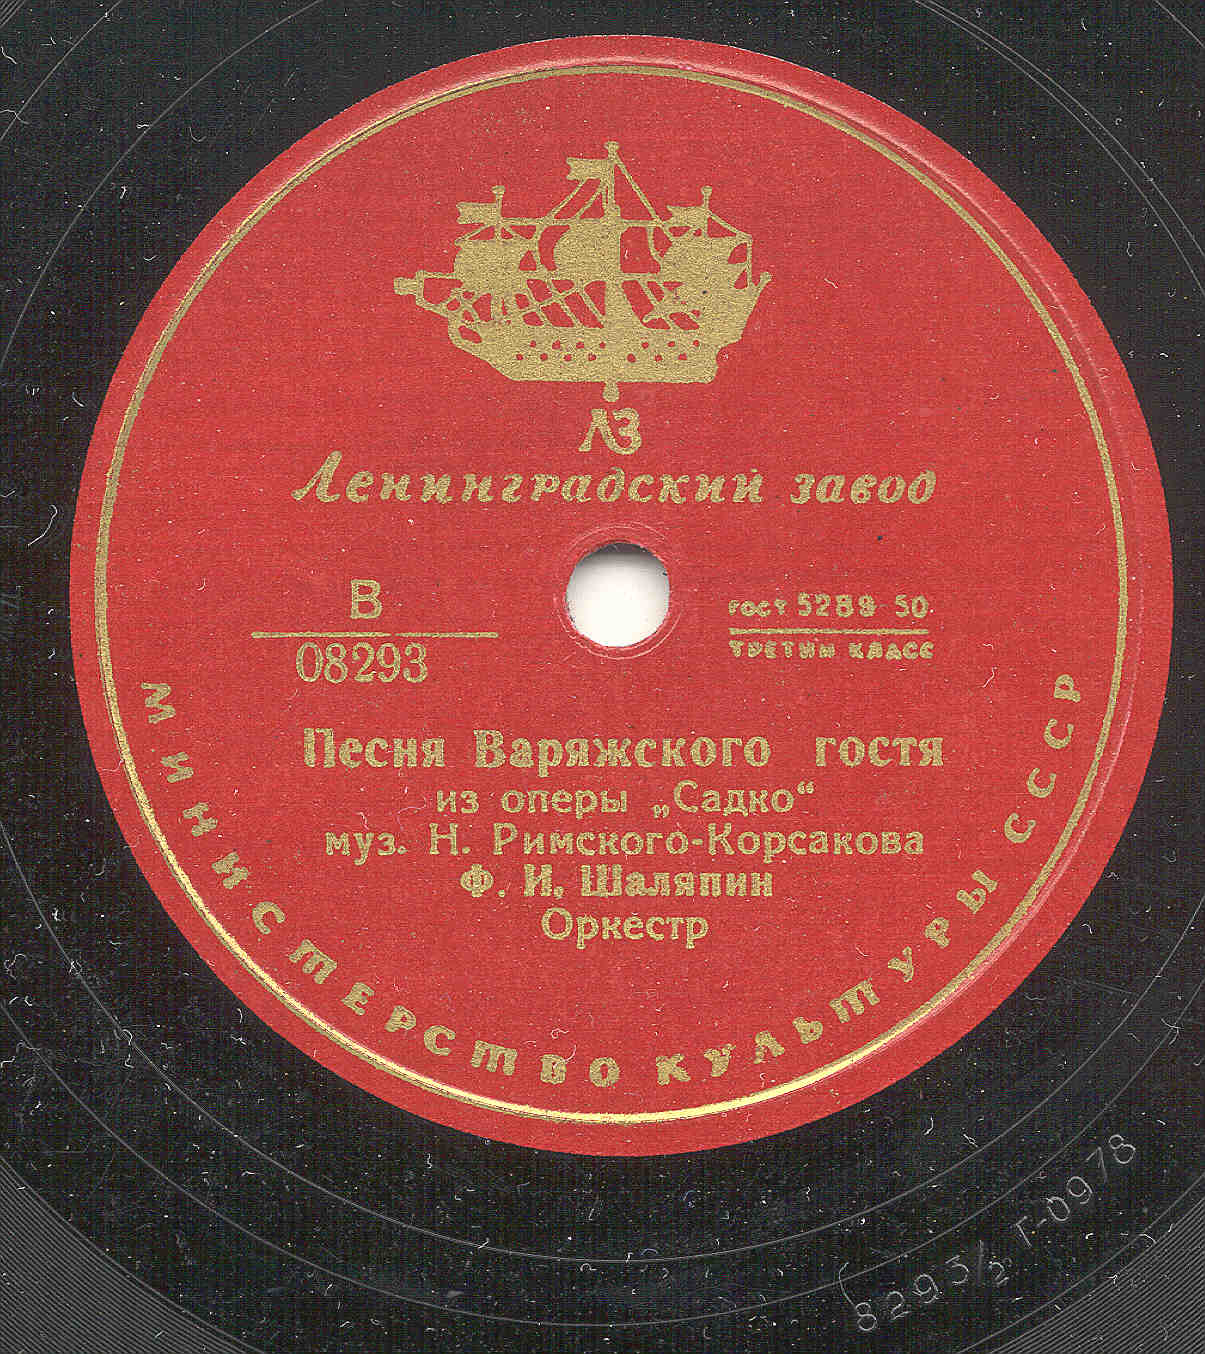 ЛЗ
Ленинградский завод
В
08293
ГОСТ 5289-50
ТРЕТИЙ КЛАСС
Песня Варяжского гостя
из оперы „Садко“
муз. Н. Римского-Корсакова
Ф. И. Шаляпин
Оркестр
МИНИСТЕРСТВО КУЛЬТУРЫ СССР
8293/2 Г-0978